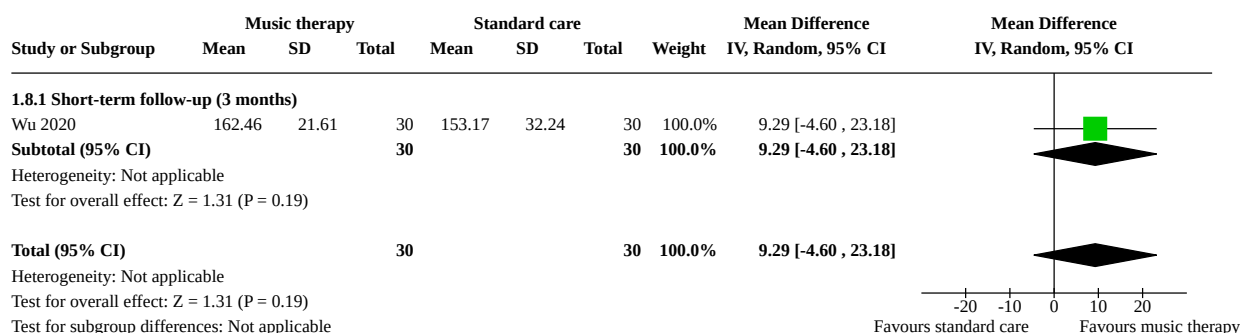 Music therapy Standard care Mean Difference Mean Difference
Study or Subgroup Mean SD Total Mean SD Total Weight IV, Random, 95% CI IV, Random, 95% CI
1.8.1 Short-term follow-up (3 months)
Wu 2020 162.46 21.61 30 153.17 32.24 30 100.0% 9.29 [-4.60 , 23.18]
Subtotal (95% CI) 30 30 100.0% 9.29 [-4.60 , 23.18]
Heterogeneity: Not applicable
Test for overall effect: Z = 1.31 (P = 0.19)
Total (95% CI) 30 30 100.0% 9.29 [-4.60 , 23.18]
Heterogeneity: Not applicable
Test for overall effect: Z = 1.31 (P = 0.19) -20 -10 0 10 20
Test for subgroup differences: Not applicable Favours standard care Favours music therapy